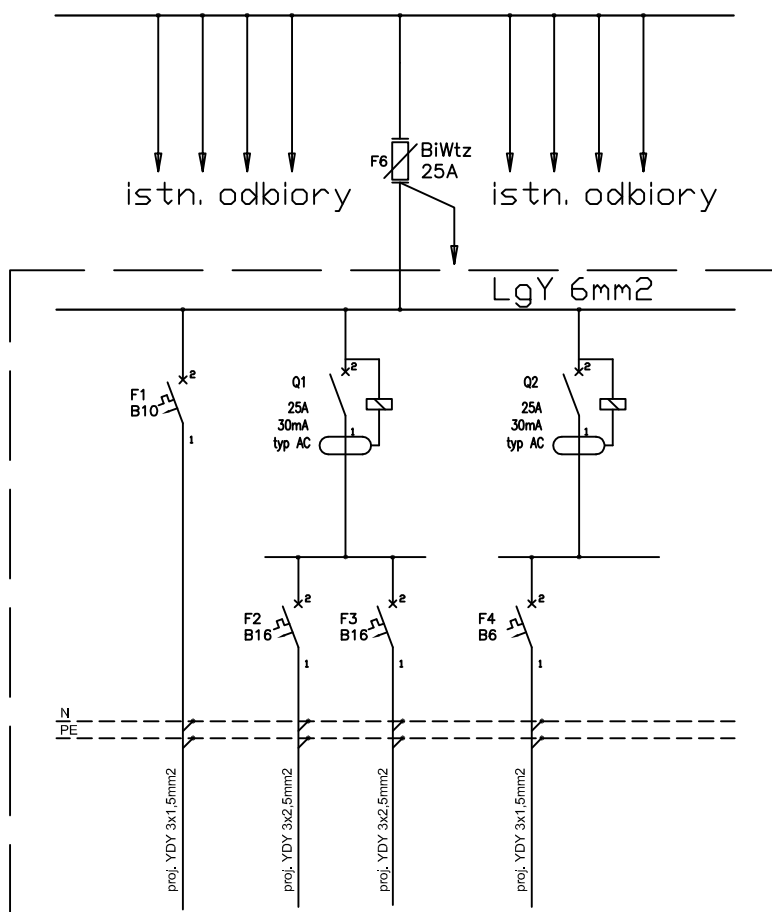 F6
BiWtz
25A
istn. odbiory
istn. odbiory
LgY 6mm2
2
F1
B10
1
2
Q1
25A
30mA
typ AC
1
2
Q2
25A
30mA
typ AC
1
2
F2
B16
1
2
F3
B16
1
2
F4
B6
1
N
PE
proj. YDY 3x1,5mm2
proj. YDY 3x2,5mm2
proj. YDY 3x2,5mm2
proj. YDY 3x1,5mm2